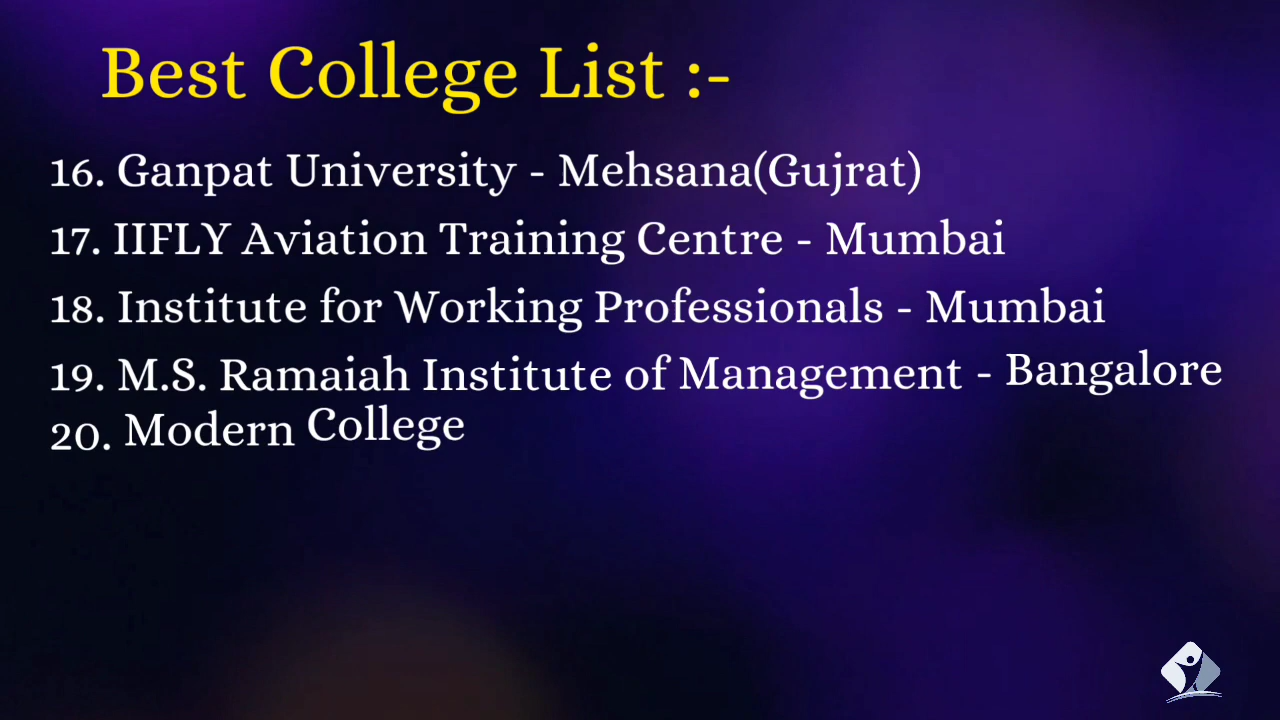 Best College List :-
16. Ganpat University - Mehsana(Gujrat)
17. IIFLY Aviation Training Centre - Mumbai
18. Institute for Working Professionals - Mumbai
19. M.S. Ramaiah Institute of Management - Bangalore
20. Modern College